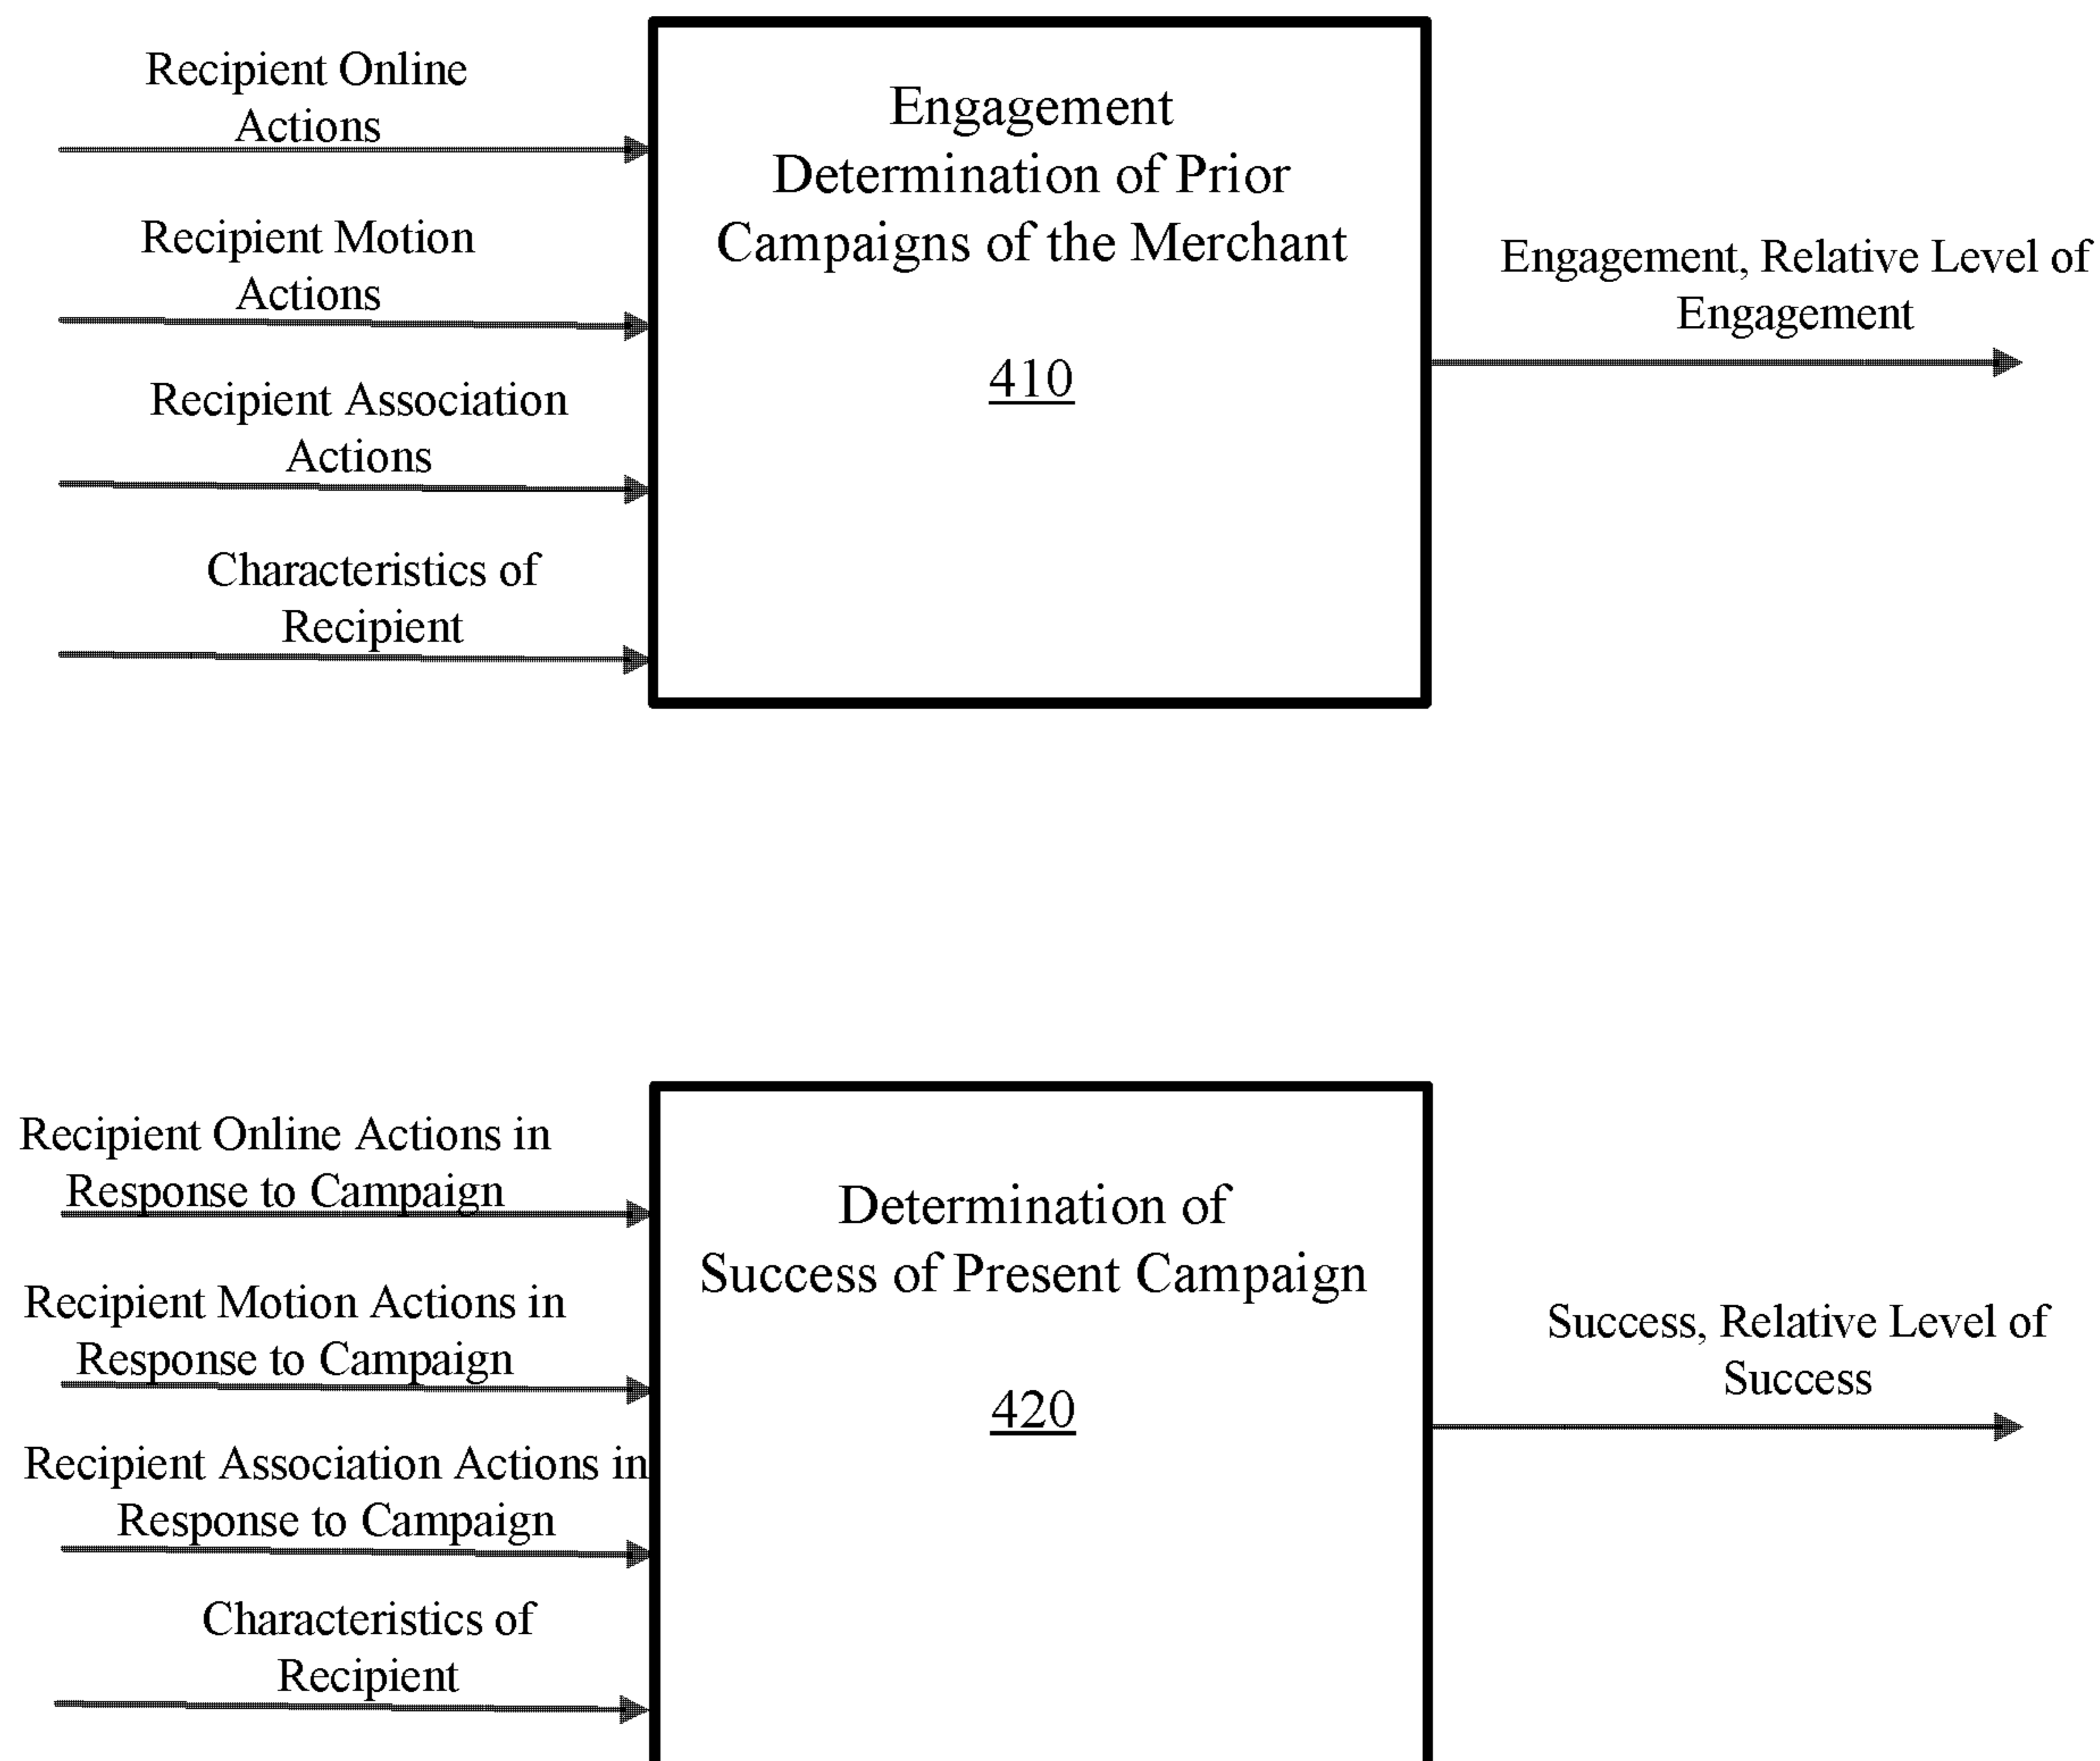 Recipient Online
Actions
Recipient Motion
Actions
Recipient Association
Actions
Characteristics of
Recipient
Engagement
Determination of Prior
Campaigns of the Merchant
410
Engagement, Relative Level of
Engagement
Recipient Online Actions in
Response to Campaign
Recipient Motion Actions in
Response to Campaign
Recipient Association Actions in
Response to Campaign
Characteristics of
Recipient
Determination of
Success of Present Campaign
420
Success, Relative Level of
Success